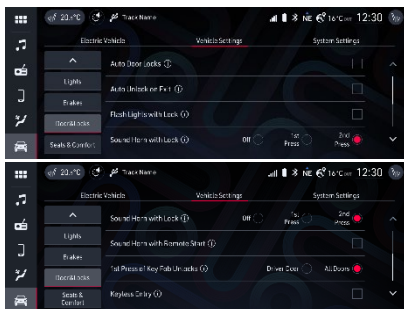 20.5°C Track Name NE 16°C 12:30
Electric Vehicle Vehicle Settings System Settings
Auto Door Locks
Lights Auto Unlock on Exit
Brakes
Door&Locks Flash Lights with Lock
Seats & Comfort Sound Horn with Lock Off 1st Press 2nd Press
Track Name NE 16°C 12:30
Electric Vehicle Vehicle Settings System Settings
Sound Horn with Lock Off 1st Press 2nd Press
Lights
Sound Horn with Remote Start
Brakes
Door&Locks 1st Press of Key Fob Unlocks Driver Door All Doors
Seats & Comfort Keyless Entry